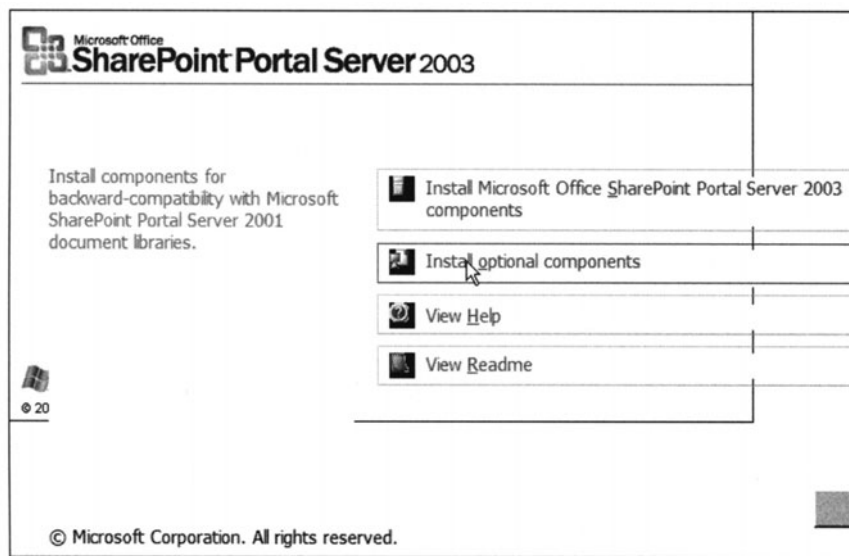 Microsoft Office
SharePoint Portal Server 2003
Install components for
backward-compatibility with Microsoft
SharePoint Portal Server 2001
document libraries.
Install Microsoft Office SharePoint Portal Server 2003
components
Install optional components
View Help
View Readme
© 20
© Microsoft Corporation. All rights reserved.